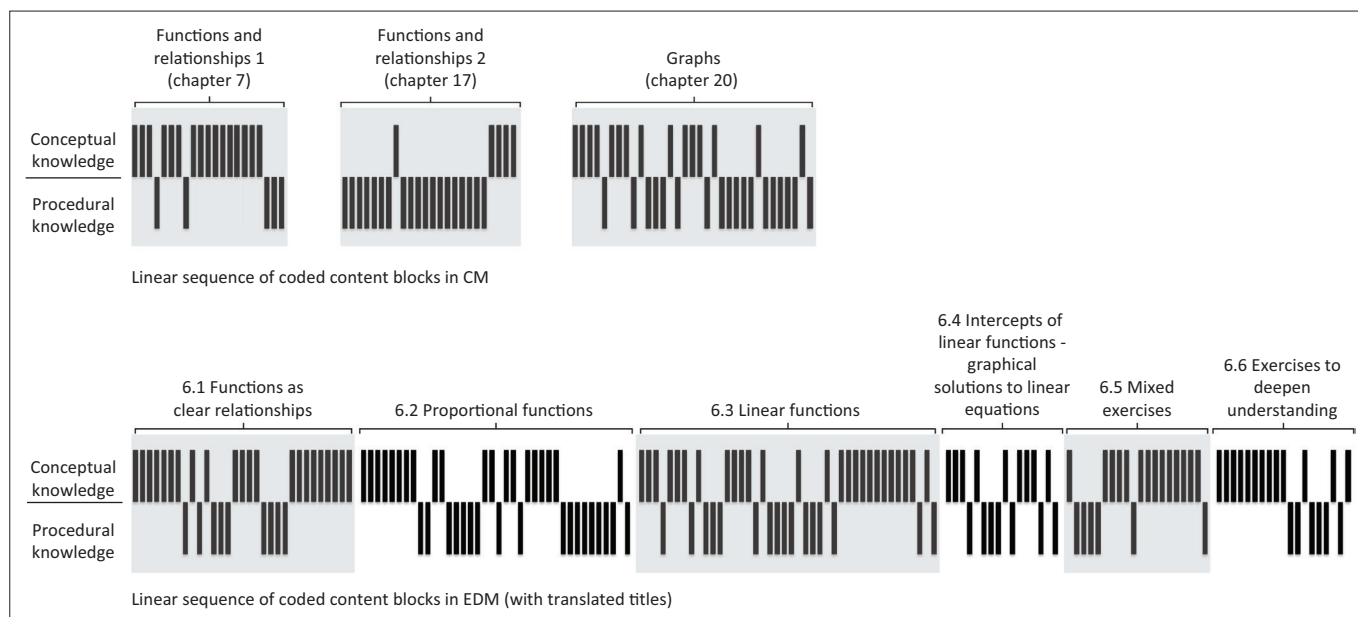 Functions and
relationships 1
(chapter 7)
Functions and
relationships 2
(chapter 17)
Graphs
(chapter 20)
Conceptual
knowledge
Procedural
knowledge
Linear sequence of coded content blocks in CM
6.1 Functions as
clear relationships
6.2 Proportional functions
6.3 Linear functions
6.4 Intercepts of
linear functions -
graphical
solutions to linear
equations
6.5 Mixed
exercises
6.6 Exercises to
deepen
understanding
Conceptual
knowledge
Procedural
knowledge
Linear sequence of coded content blocks in EDM (with translated titles)